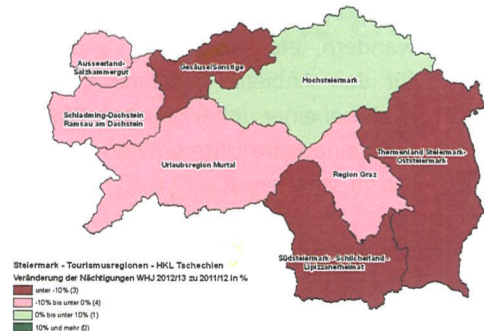 Ausseerland-
Salzkammergut
Gesäuse/Sonstige
Hochsteiermark
Schladming-Dachstein
Ramsau am Dachstein
Thermenland Steiermark-
Oststeiermark
Urlaubsregion Murtal
Region Graz
Südsteiermark - Schilcherland -
Lipizzanerheimat
Steiermark - Tourismusregionen - HKL Tschechien
Veränderung der Nächtigungen WHJ 2012/13 zu 2011/12 in %
unter -10% (3)
-10% bis unter 0% (4)
0% bis unter 10% (1)
10% und mehr (0)